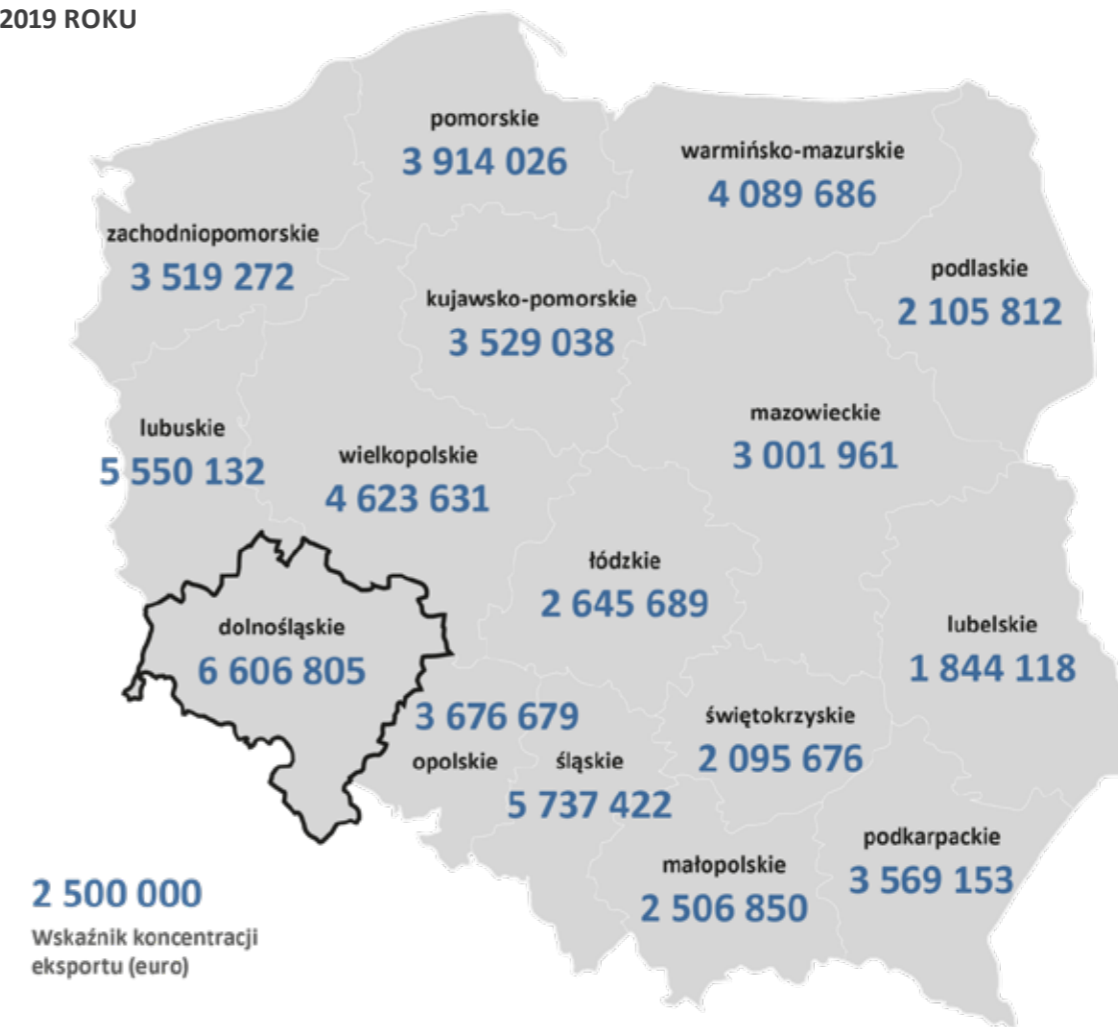 2019 ROKU
pomorskie
3 914 026
warmińsko-mazurskie
4 089 686
zachodniopomorskie
3 519 272
podlaskie
2 105 812
kujawsko-pomorskie
3 529 038
mazowieckie
3 001 961
lubuskie
5 550 132
wielkopolskie
4 623 631
łódzkie
2 645 689
dolnośląskie
6 606 805
lubelskie
1 844 118
3 676 679
opolskie
śląskie
5 737 422
świętokrzyskie
2 095 676
podkarpackie
3 569 153
małopolskie
2 506 850
2 500 000
Wskaźnik koncentracji
eksportu (euro)